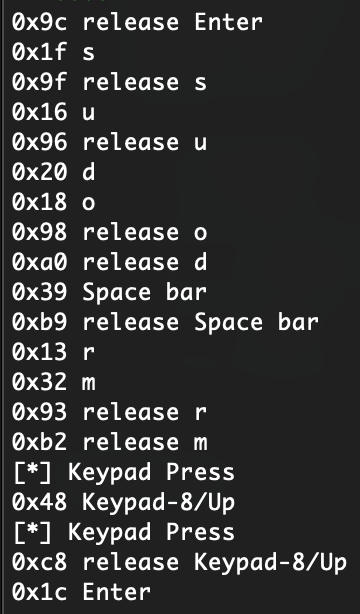 0x9c release Enter
0x1f s
0x9f release s
0x16 u
0x96 release u
0x20 d
0x18 o
0x98 release o
0xa0 release d
0x39 Space bar
0xb9 release Space bar
0x13 r
0x32 m
0x93 release r
0xb2 release m
[*] Keypad Press
0x48 Keypad-8/Up
[*] Keypad Press
0xc8 release Keypad-8/Up
0x1c Enter